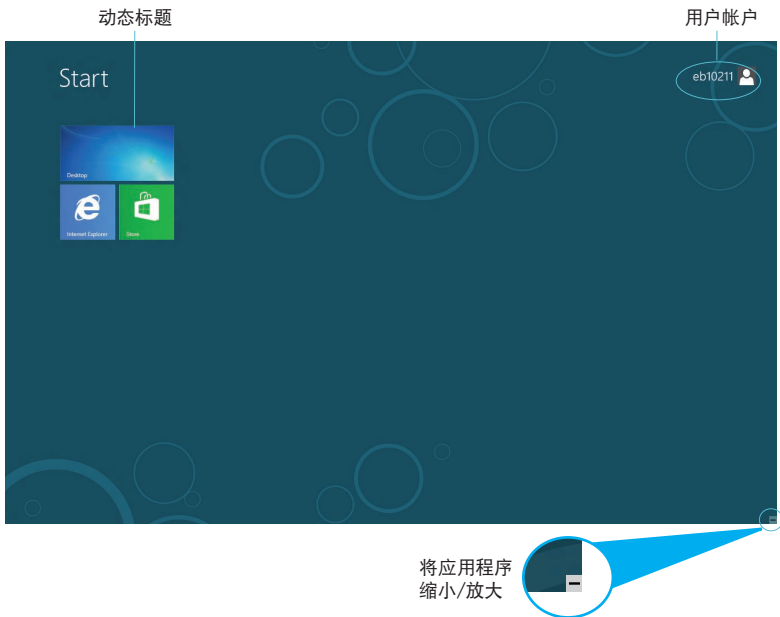 动态标题
用户帐户
Start
eb10211
Desktop
Internet Explorer
Store
将应用程序
缩小/放大